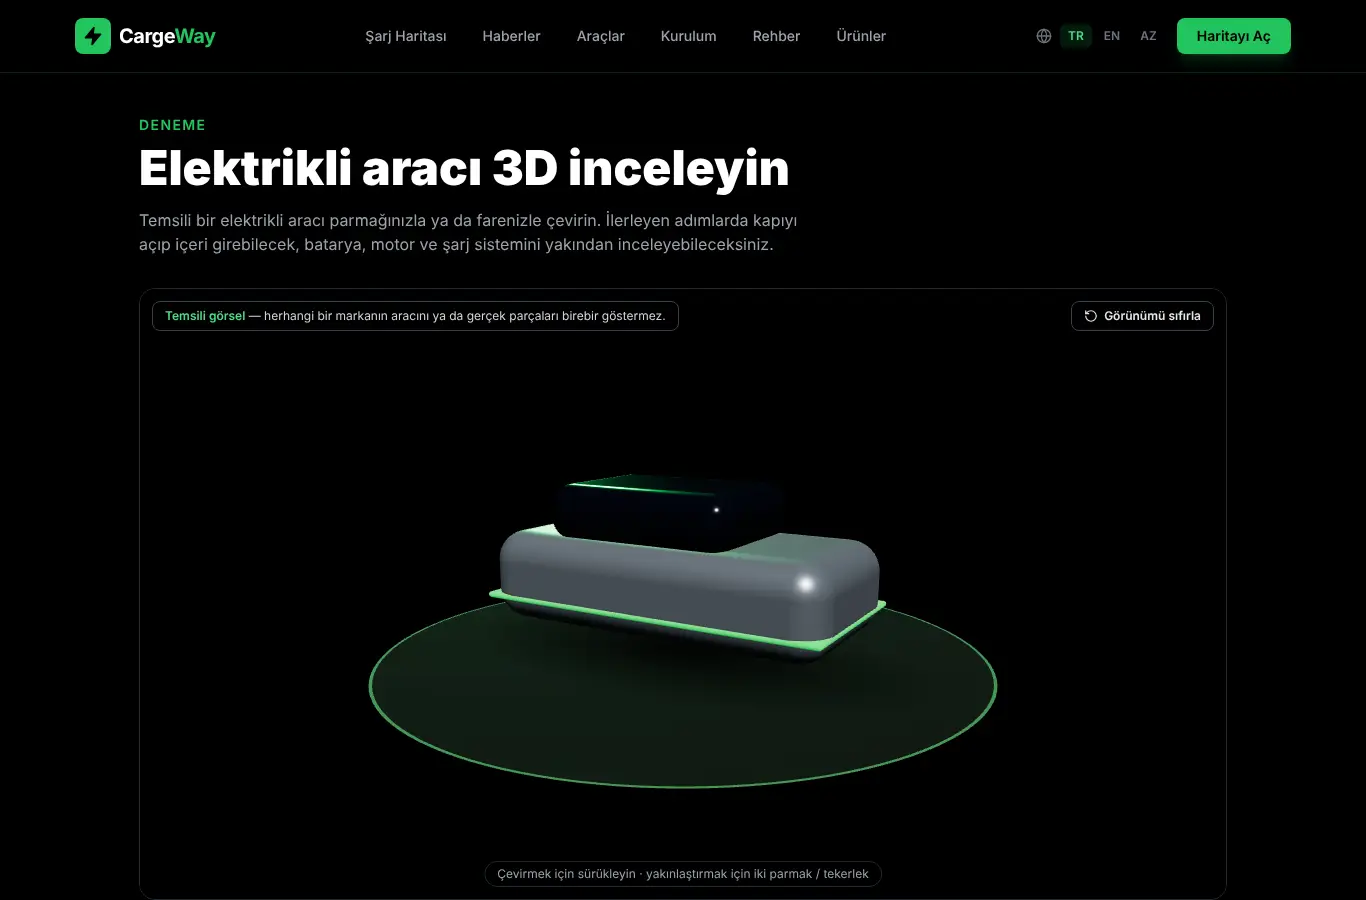 CargeWay
Şarj Haritası
Haberler
Araçlar
Kurulum
Rehber
Ürünler
TR
EN
AZ
Haritayı Aç
DENEME
Elektrikli aracı 3D inceleyin
Temsili bir elektrikli aracı parmağınızla ya da farenizle çevirin. İlerleyen adımlarda kapıyı
açıp içeri girebilecek, batarya, motor ve şarj sistemini yakından inceleyebileceksiniz.
Temsili görsel — herhangi bir markanın aracını ya da gerçek parçaları birebir göstermez.
Görünümü sıfırla
Çevirmek için sürükleyin · yakınlaştırmak için iki parmak / tekerlek